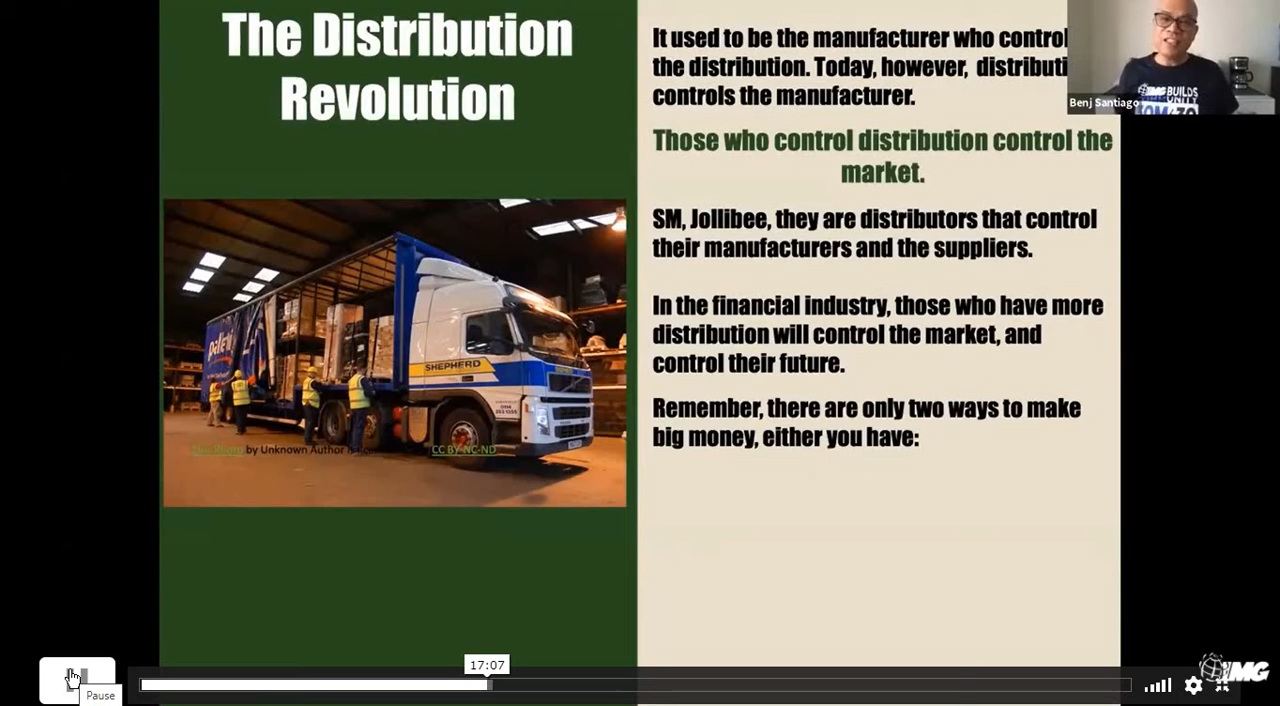 The Distribution
Revolution
It used to be the manufacturer who control
the distribution. Today, however, distributi
controls the manufacturer.
Those who control distribution control the
market.
SM, Jollibee, they are distributors that control
their manufacturers and the suppliers.
In the financial industry, those who have more
distribution will control the market, and
control their future.
Remember, there are only two ways to make
big money, either you have:
BUILDS
Benj Santiago
SHEPHERD
This Photo by Unknown Author is
CC BY-NC-ND
17:07
Pause
IMG